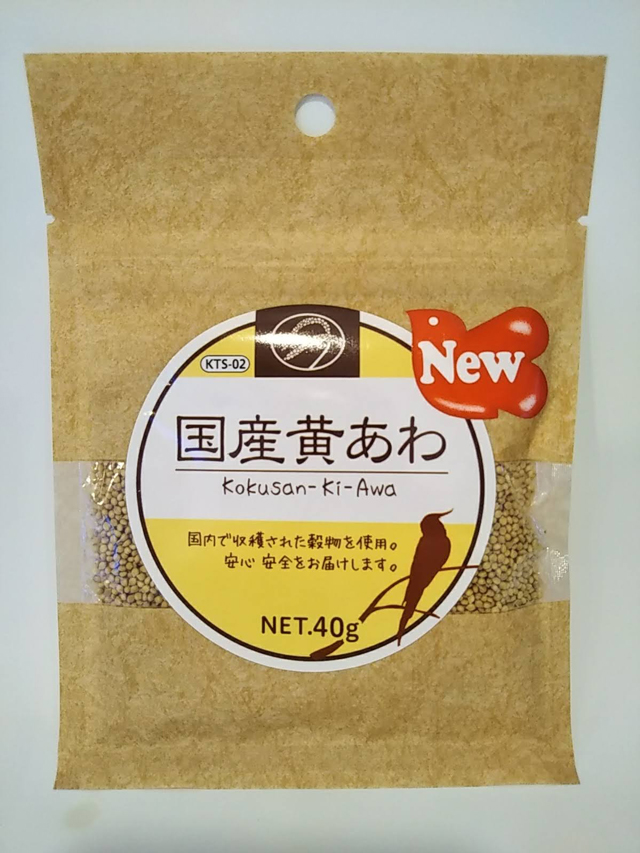 KTS-02
New
国産黄あわ
Kokusan-Ki-Awa
国内で収穫された穀物を使用。
安心 安全をお届けします。
NET.40g